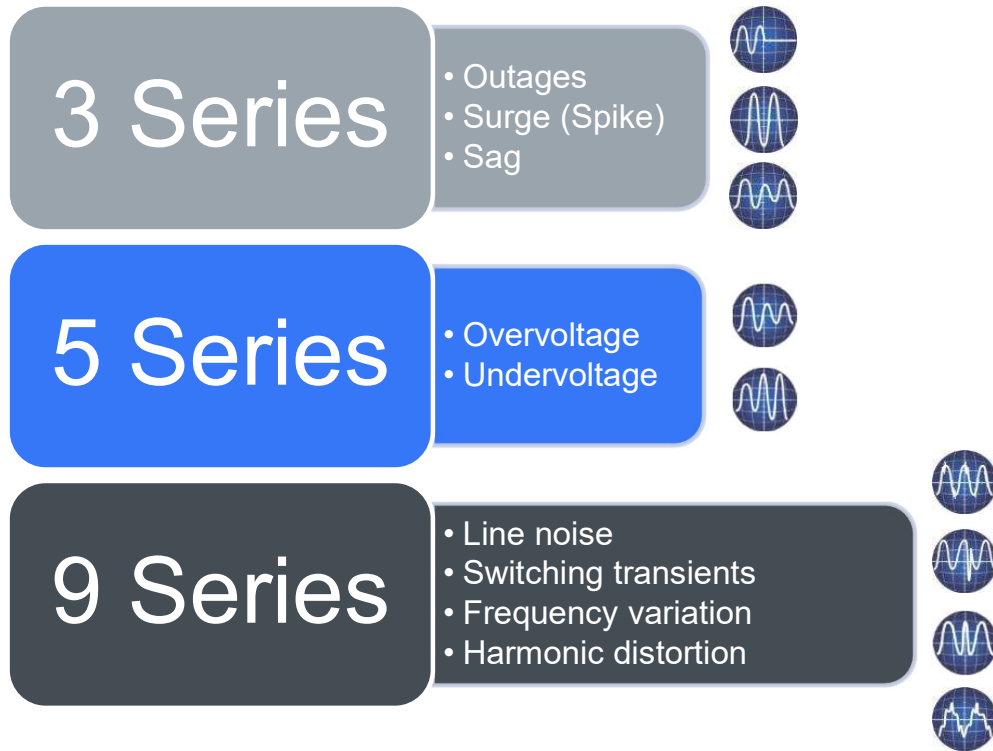 3 Series
• Outages
• Surge (Spike)
• Sag
5 Series
• Overvoltage
• Undervoltage
9 Series
• Line noise
• Switching transients
• Frequency variation
• Harmonic distortion